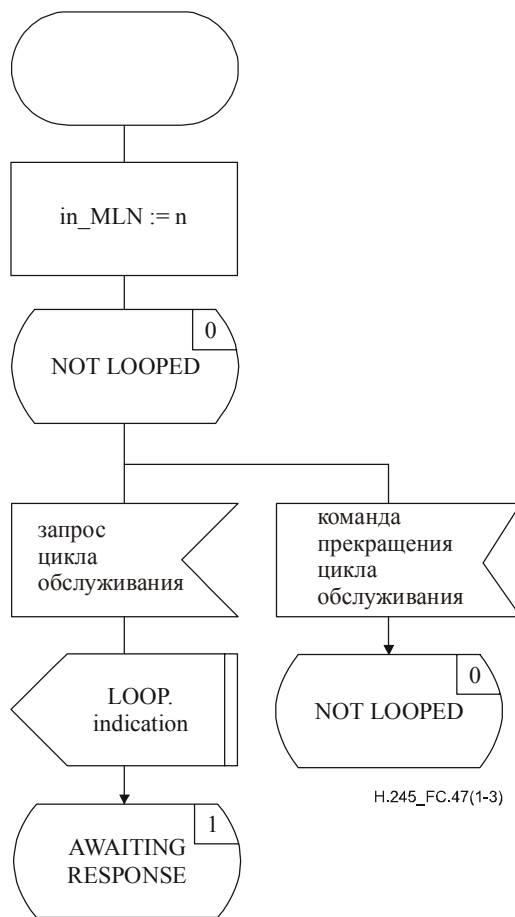 in_MLN := n
0
NOT LOOPED
запрос
цикла
обслуживания
команда
прекращения
цикла
обслуживания
LOOP.
indication
0
NOT LOOPED
H.245_FC.47(1-3)
1
AWAITING
RESPONSE